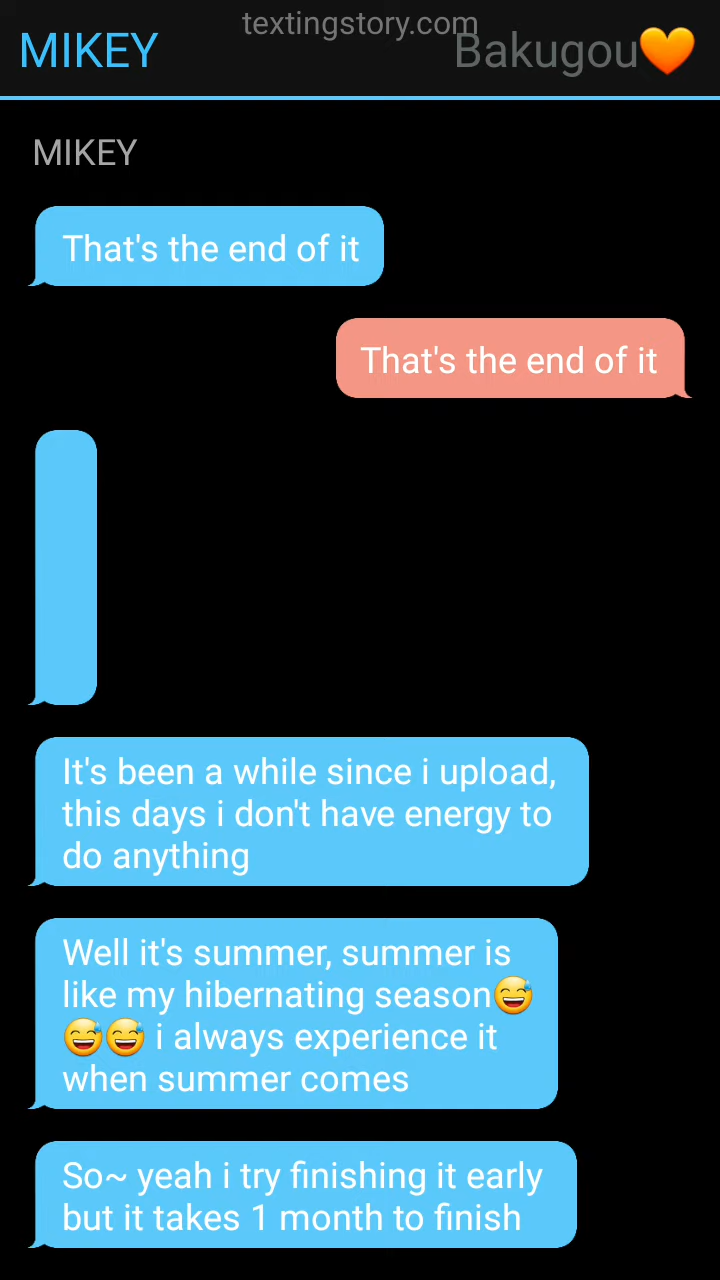 textingstory.com
MIKEY
Bakugou🧡
MIKEY
That's the end of it
That's the end of it
It's been a while since i upload,
this days i don't have energy to
do anything
Well it's summer, summer is
like my hibernating season😅
😅😅 i always experience it
when summer comes
So~ yeah i try finishing it early
but it takes 1 month to finish